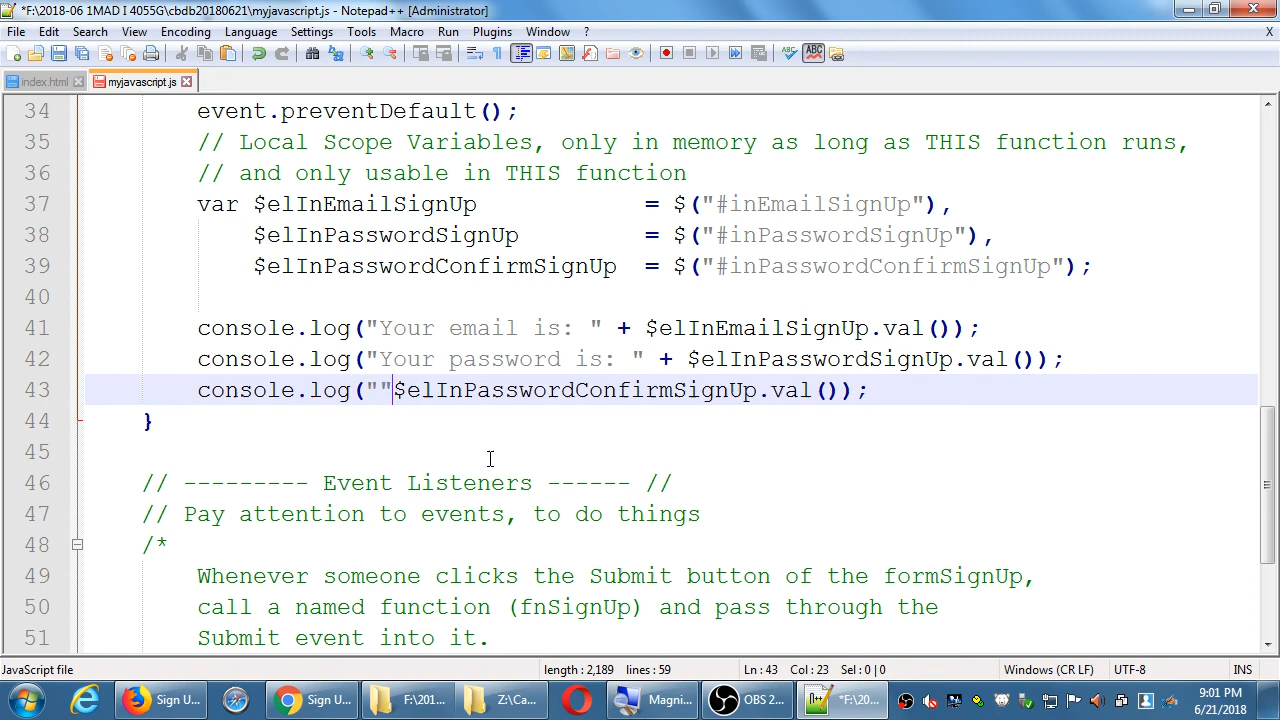 *F:\2018-06 1MAD I 4055G\cbdb20180621\myjavascript.js - Notepad++ [Administrator]
File Edit Search View Encoding Language Settings Tools Macro Run Plugins Window ? X
index.html myjavascript.js
34 event.preventDefault();
35 // Local Scope Variables, only in memory as long as THIS function runs,
36 // and only usable in THIS function
37 var $elInEmailSignUp = $("#inEmailSignUp"),
38 $elInPasswordSignUp = $("#inPasswordSignUp"),
39 $elInPasswordConfirmSignUp = $("#inPasswordConfirmSignUp");
40
41 console.log("Your email is: " + $elInEmailSignUp.val());
42 console.log("Your password is: " + $elInPasswordSignUp.val());
43 console.log(""$elInPasswordConfirmSignUp.val());
44 }
45
46 // --------- Event Listeners ------ //
47 // Pay attention to events, to do things
48 /*
49 Whenever someone clicks the Submit button of the formSignUp,
50 call a named function (fnSignUp) and pass through the
51 Submit event into it.
JavaScript file length : 2,189 lines : 59 Ln : 43 Col : 23 Sel : 0 | 0 Windows (CR LF) UTF-8 INS
Sign U... Sign U... F:\201... Z:\Ca... Magni... OBS 2... *F:\20... 9:01 PM
6/21/2018